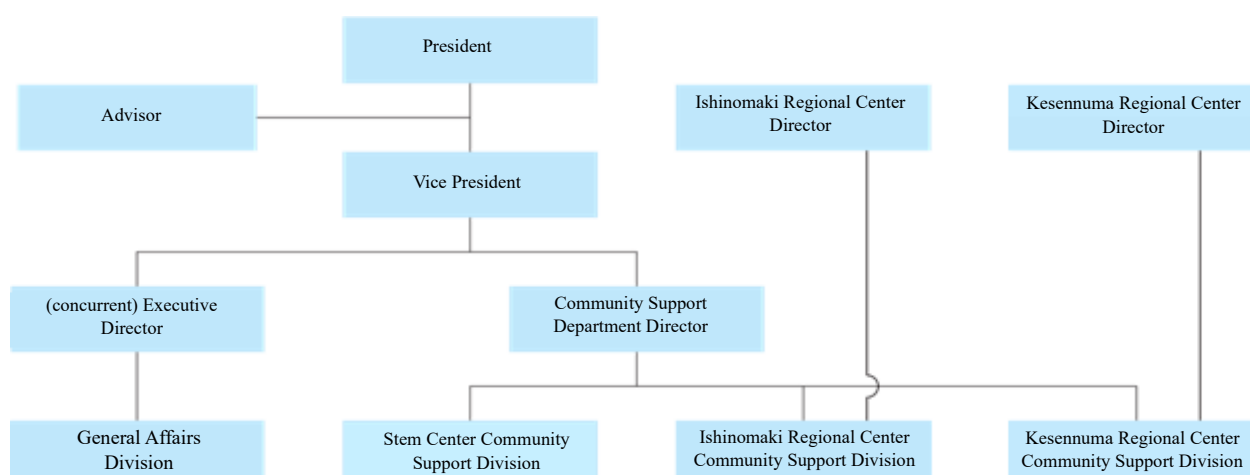 President
Advisor
Ishinomaki Regional Center
Director
Kesennuma Regional Center
Director
Vice President
(concurrent) Executive
Director
Community Support
Department Director
General Affairs
Division
Stem Center Community
Support Division
Ishinomaki Regional Center
Community Support Division
Kesennuma Regional Center
Community Support Division